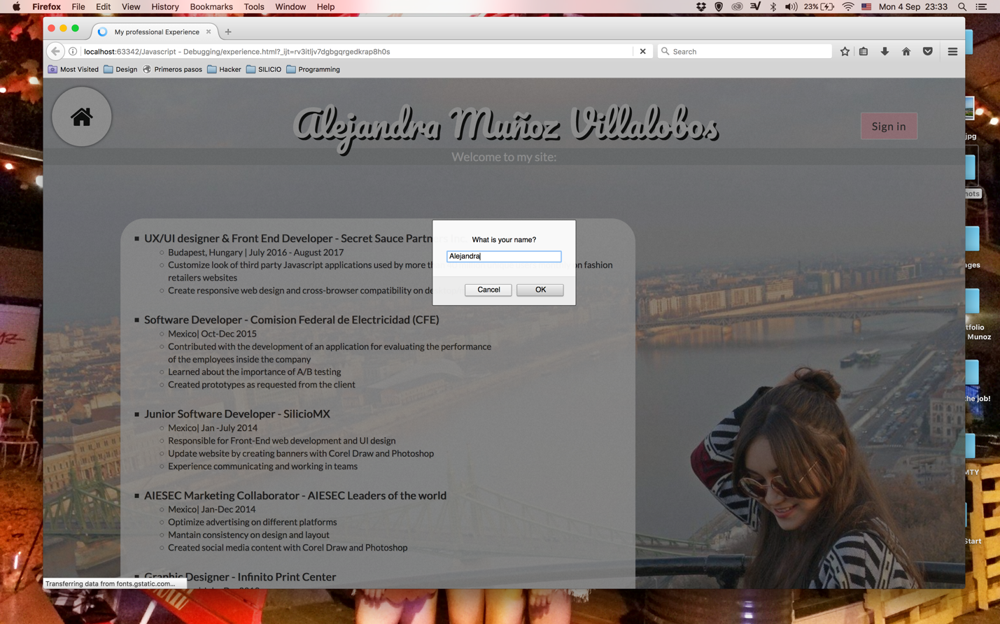 Firefox File Edit View History Bookmarks Tools Window Help 23% Mon 4 Sep 23:33
My professional Experience
localhost:63342/Javascript - Debugging/experience.html?_ijt=rv3itljv7dgbgqrgedkrap8h0s
Search
Most Visited Design Primeros pasos Hacker SILICIO Programming
Alejandra Muñoz Villalobos
Sign in
Welcome to my site:
What is your name?
Alejandra
Cancel OK
UX/UI designer & Front End Developer - Secret Sauce Partners
Budapest, Hungary | July 2016 - August 2017
Customize look of third party Javascript applications used by more on fashion
retailers websites
Create responsive web design and cross-browser compatibility on
Software Developer - Comision Federal de Electricidad (CFE)
Mexico| Oct-Dec 2015
Contributed with the development of an application for evaluating the performance
of the employees inside the company
Learned about the importance of A/B testing
Created prototypes as requested from the client
Junior Software Developer - SilicioMX
Mexico| Jan -July 2014
Responsible for Front-End web development and UI design
Update website by creating banners with Corel Draw and Photoshop
Experience communicating and working in teams
AIESEC Marketing Collaborator - AIESEC Leaders of the world
Mexico| Jan-Dec 2014
Optimize advertising on different platforms
Mantain consistency on design and layout
Created social media content with Corel Draw and Photoshop
Graphic Designer - Infinito Print Center
Transferring data from fonts.gstatic.com...
jpg
hots
ages
tfolio
Munoz
he job!
MTY
Start